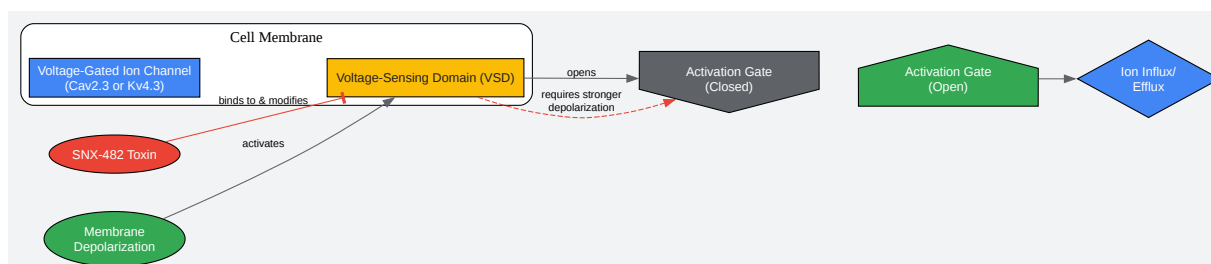 Cell Membrane
Voltage-Gated Ion Channel
(Cav2.3 or Kv4.3)
Voltage-Sensing Domain (VSD)
opens
Activation Gate
(Closed)
Activation Gate
(Open)
Ion Influx/
Efflux
binds to & modifies
requires stronger
depolarization
SNX-482 Toxin
activates
Membrane
Depolarization